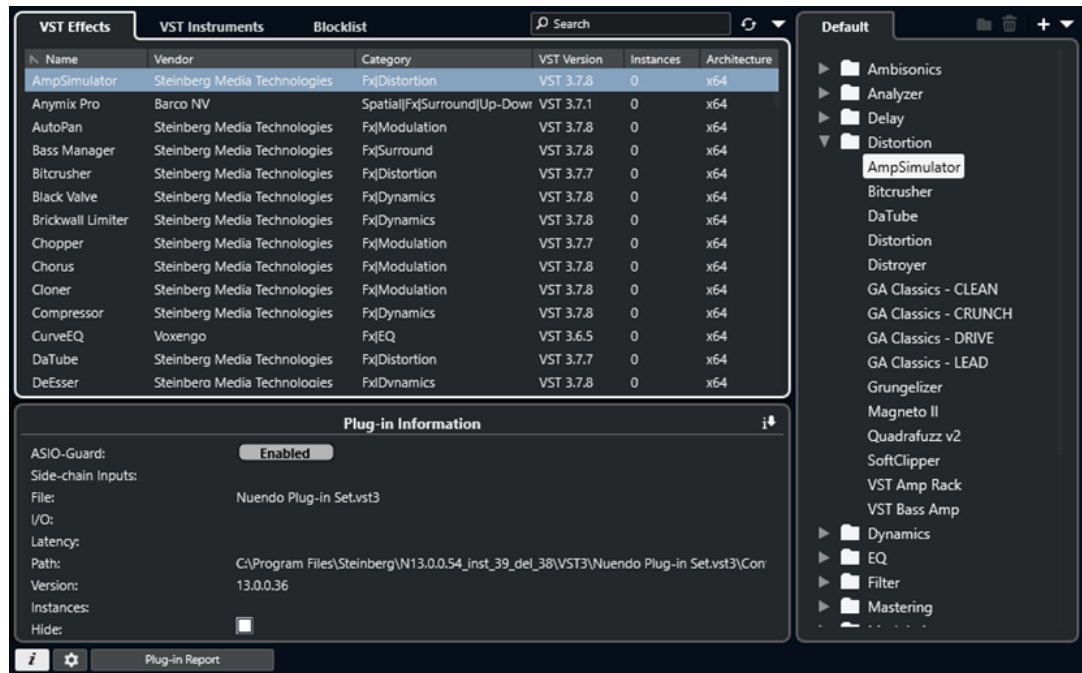 VST Effects VST Instruments Blocklist Search
Name Vendor Category VST Version Instances Architecture
AmpSimulator Steinberg Media Technologies Fx|Distortion VST 3.7.8 0 x64
Anymix Pro Barco NV Spatial|Fx|Surround|Up-Down VST 3.7.1 0 x64
AutoPan Steinberg Media Technologies Fx|Modulation VST 3.7.8 0 x64
Bass Manager Steinberg Media Technologies Fx|Surround VST 3.7.8 0 x64
Bitcrusher Steinberg Media Technologies Fx|Distortion VST 3.7.7 0 x64
Black Valve Steinberg Media Technologies Fx|Dynamics VST 3.7.8 0 x64
Brickwall Limiter Steinberg Media Technologies Fx|Dynamics VST 3.7.8 0 x64
Chopper Steinberg Media Technologies Fx|Modulation VST 3.7.7 0 x64
Chorus Steinberg Media Technologies Fx|Modulation VST 3.7.8 0 x64
Cloner Steinberg Media Technologies Fx|Modulation VST 3.7.8 0 x64
Compressor Steinberg Media Technologies Fx|Dynamics VST 3.7.8 0 x64
CurveEQ Voxengo Fx|EQ VST 3.6.5 0 x64
DaTube Steinberg Media Technologies Fx|Distortion VST 3.7.7 0 x64
DeEsser Steinberg Media Technologies Fx|Dynamics VST 3.7.8 0 x64
Plug-in Information
ASIO-Guard: Enabled
Side-chain Inputs:
File: Nuendo Plug-in Set.vst3
I/O:
Latency:
Path: C:\Program Files\Steinberg\N13.0.0.54_inst_39_del_38\VST3\Nuendo Plug-in Set.vst3\Con
Version: 13.0.0.36
Instances:
Hide:
i Plug-in Report
Default
Ambisonics
Analyzer
Delay
Distortion
AmpSimulator
Bitcrusher
DaTube
Distortion
Distroyer
GA Classics - CLEAN
GA Classics - CRUNCH
GA Classics - DRIVE
GA Classics - LEAD
Grungelizer
Magneto II
Quadrafuzz v2
SoftClipper
VST Amp Rack
VST Bass Amp
Dynamics
EQ
Filter
Mastering